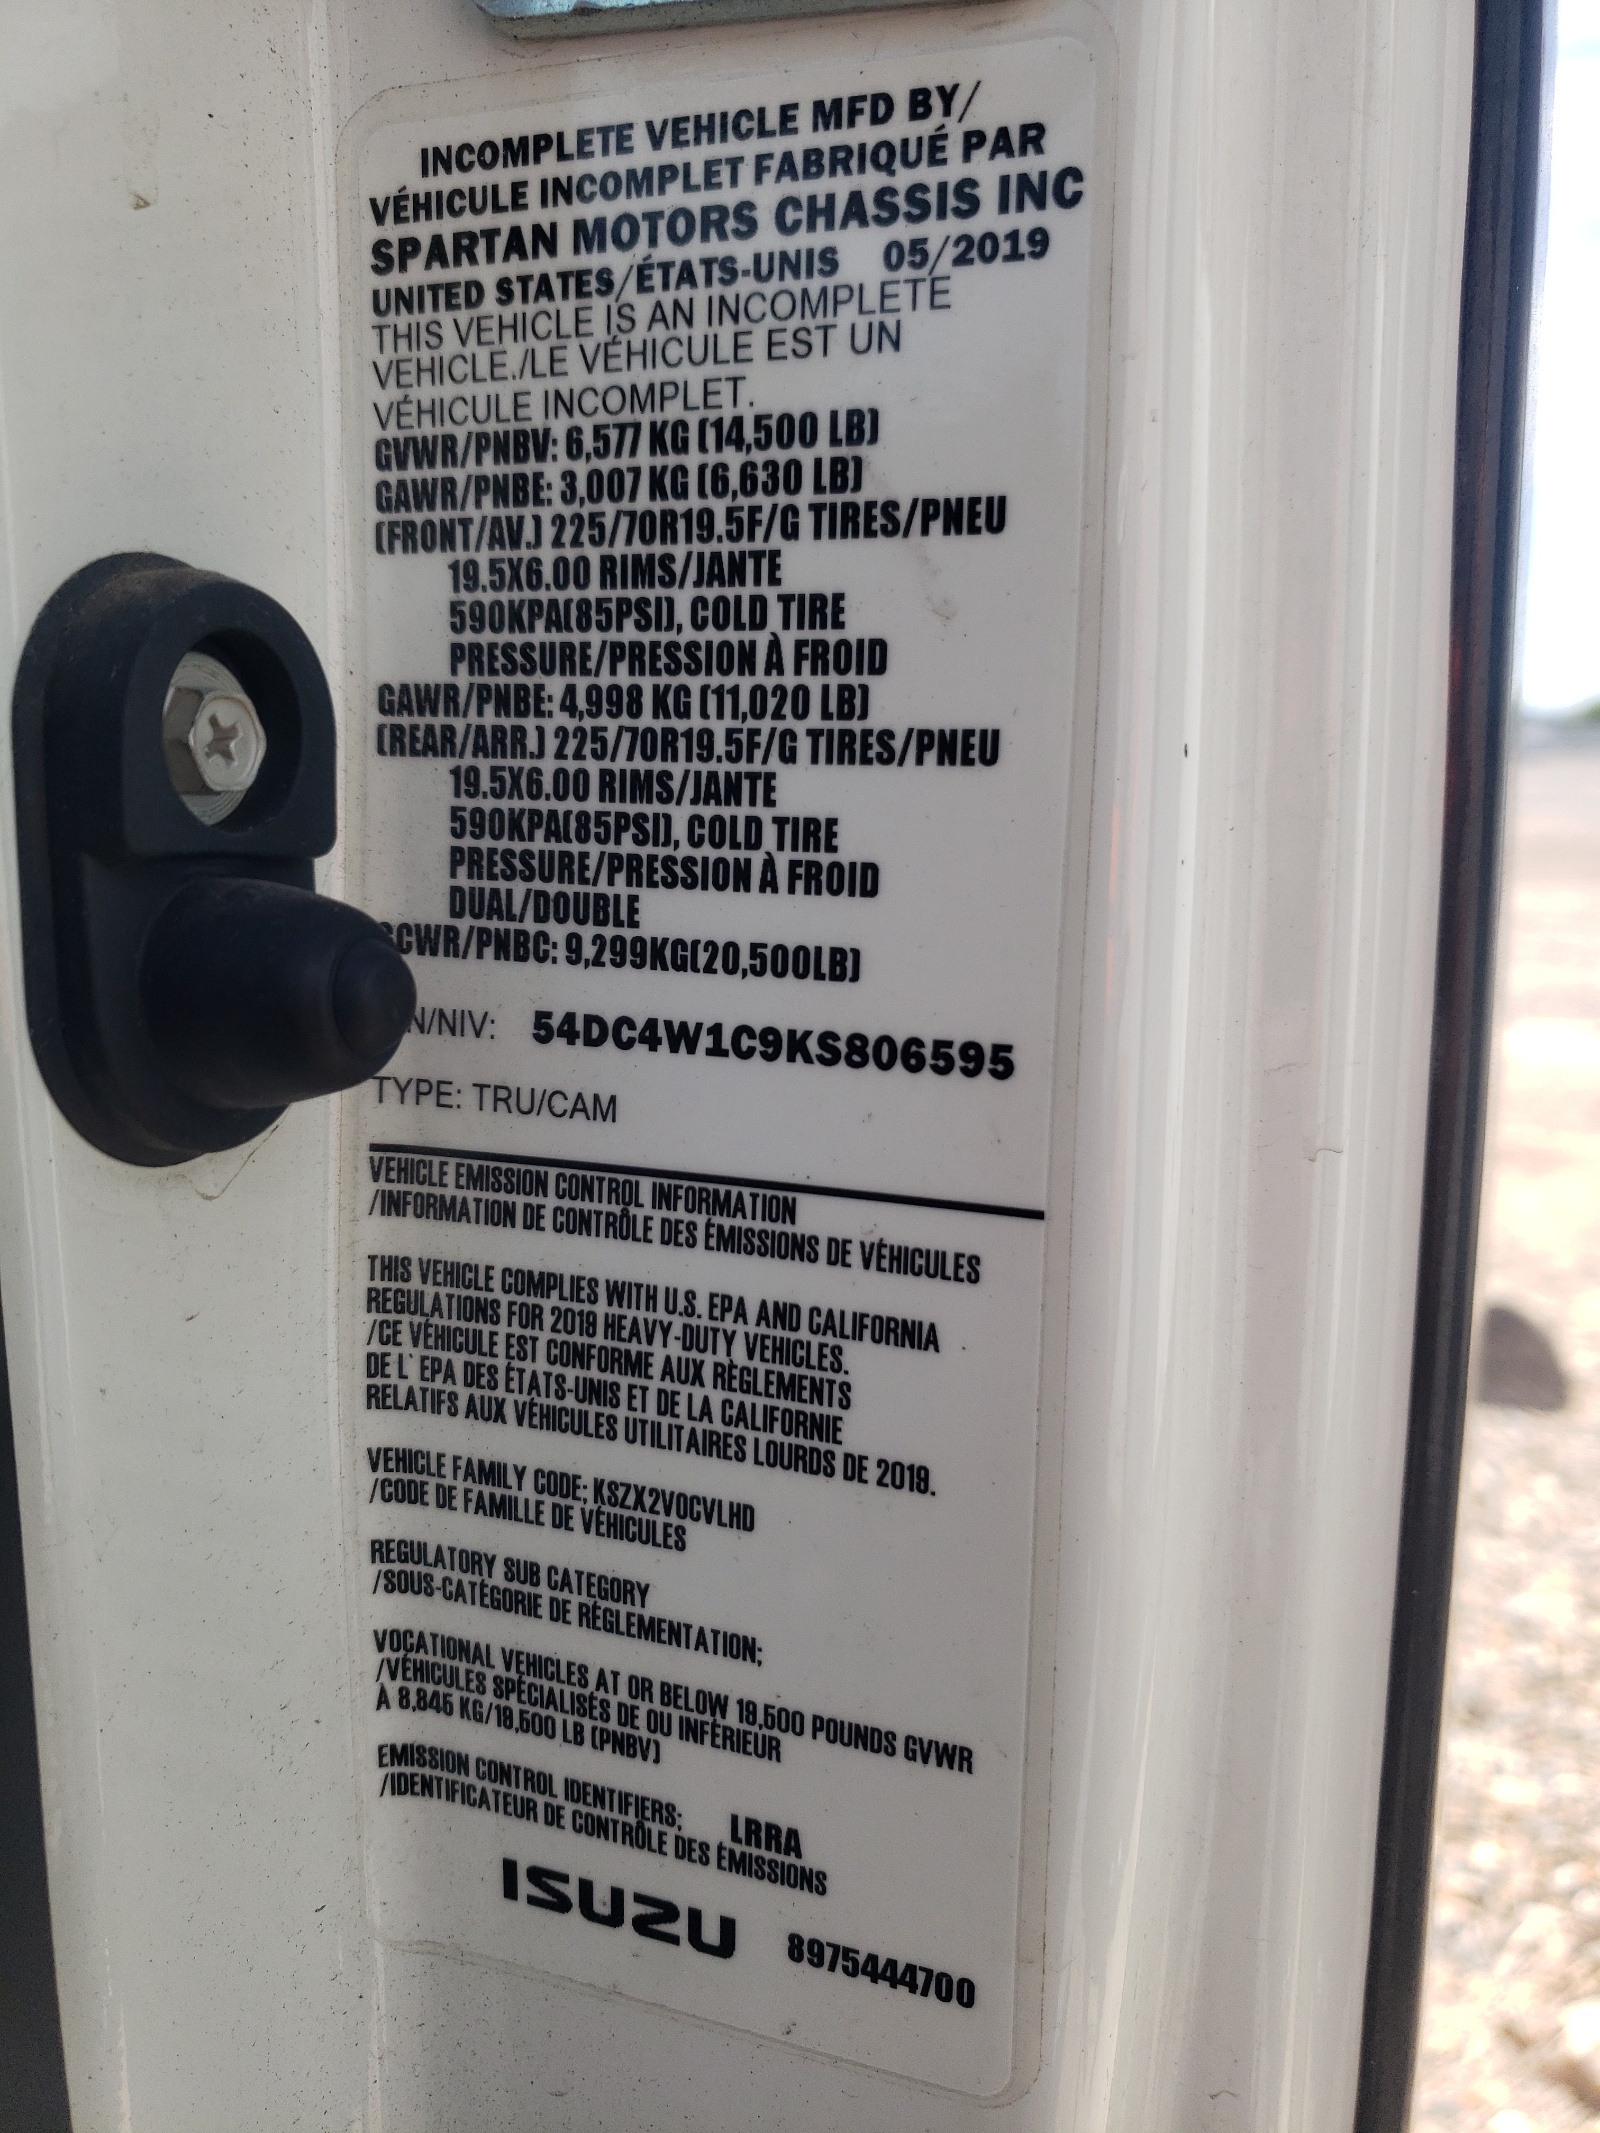 INCOMPLETE VEHICLE MFD BY/
VÉHICULE INCOMPLET FABRIQUÉ PAR
SPARTAN MOTORS CHASSIS INC
UNITED STATES/ÉTATS-UNIS 05/2019
THIS VEHICLE IS AN INCOMPLETE
VEHICLE./LE VÉHICULE EST UN
VÉHICULE INCOMPLET.
GVWR/PNBV: 6,577 KG (14,500 LB)
GAWR/PNBE: 3,007 KG (6,630 LB)
(FRONT/AV.) 225/70R19.5F/G TIRES/PNEU
19.5X6.00 RIMS/JANTE
590KPA(85PSI), COLD TIRE
PRESSURE/PRESSION À FROID
GAWR/PNBE: 4,998 KG (11,020 LB)
(REAR/ARR.) 225/70R19.5F/G TIRES/PNEU
19.5X6.00 RIMS/JANTE
590KPA(85PSI), COLD TIRE
PRESSURE/PRESSION À FROID
DUAL/DOUBLE
GCWR/PNBC: 9,299KG(20,500LB)
N/NIV: 54DC4W1C9KS806595
TYPE: TRU/CAM
VEHICLE EMISSION CONTROL INFORMATION
/INFORMATION DE CONTRÔLE DES ÉMISSIONS DE VÉHICULES
THIS VEHICLE COMPLIES WITH U.S. EPA AND CALIFORNIA
REGULATIONS FOR 2019 HEAVY-DUTY VEHICLES.
/CE VÉHICULE EST CONFORME AUX RÈGLEMENTS
DE L'EPA DES ÉTATS-UNIS ET DE LA CALIFORNIE
RELATIFS AUX VÉHICULES UTILITAIRES LOURDS DE 2019.
VEHICLE FAMILY CODE; KSZX2VOCVLHD
/CODE DE FAMILLE DE VÉHICULES
REGULATORY SUB CATEGORY
/SOUS-CATÉGORIE DE RÉGLEMENTATION;
VOCATIONAL VEHICLES AT OR BELOW 19,500 POUNDS GVWR
/VÉHICULES SPÉCIALISÉS DE OU INFÉRIEUR
À 8,845 KG/19,500 LB (PNBV)
EMISSION CONTROL IDENTIFIERS; LRRA
/IDENTIFICATEUR DE CONTRÔLE DES ÉMISSIONS
ISUZU 8975444700